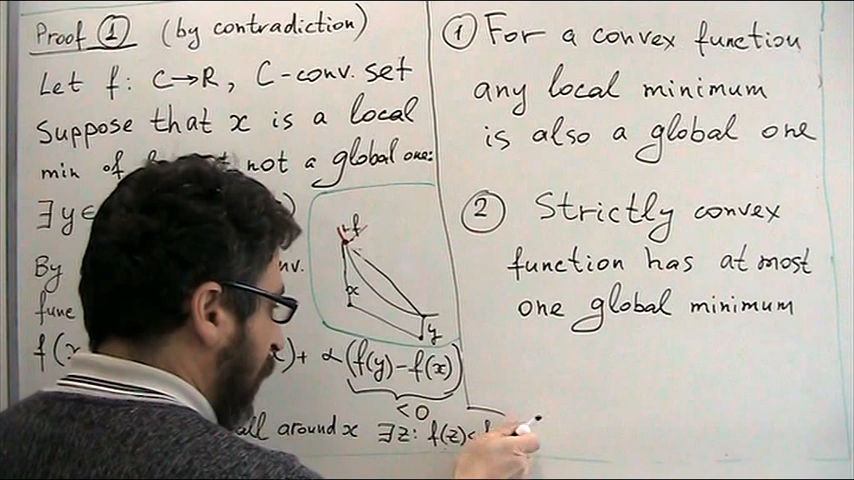 Proof ① (by contradiction)
Let f: C→R, C-conv. set
Suppose that x is a local
min of not a global one:
∃ y ∈ )
By nv.
func
f(x )+ α(f(y)-f(x))
< 0
all around x ∃z: f(z)<
f
x
y
① For a convex function
any local minimum
is also a global one
② Strictly convex
function has at most
one global minimum